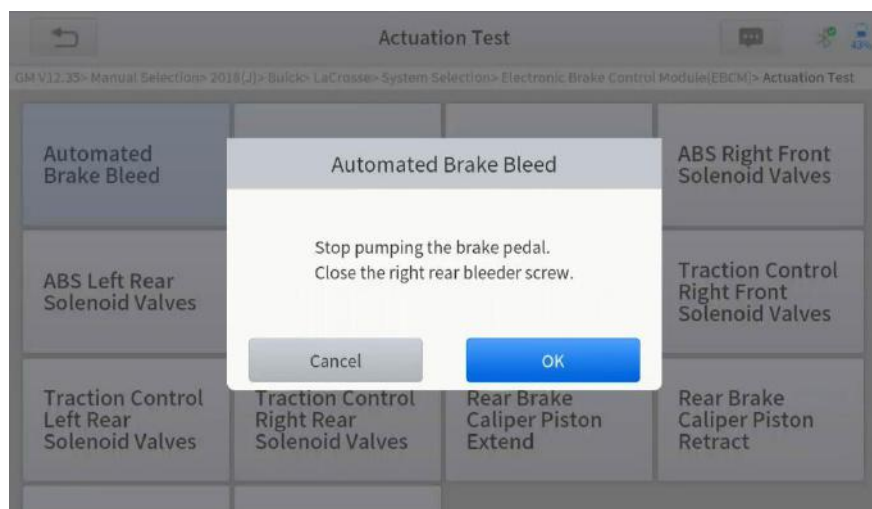 Actuation Test
43%
GM V12.35> Manual Selection> 2018(J)> Buick> LaCrosse> System Selection> Electronic Brake Control Module(EBCM)> Actuation Test
Automated
Brake Bleed
ABS Right Front
Solenoid Valves
Automated Brake Bleed
Stop pumping the brake pedal.
Close the right rear bleeder screw.
Cancel
OK
ABS Left Rear
Solenoid Valves
Traction Control
Right Front
Solenoid Valves
Traction Control
Left Rear
Solenoid Valves
Traction Control
Right Rear
Solenoid Valves
Rear Brake
Caliper Piston
Extend
Rear Brake
Caliper Piston
Retract